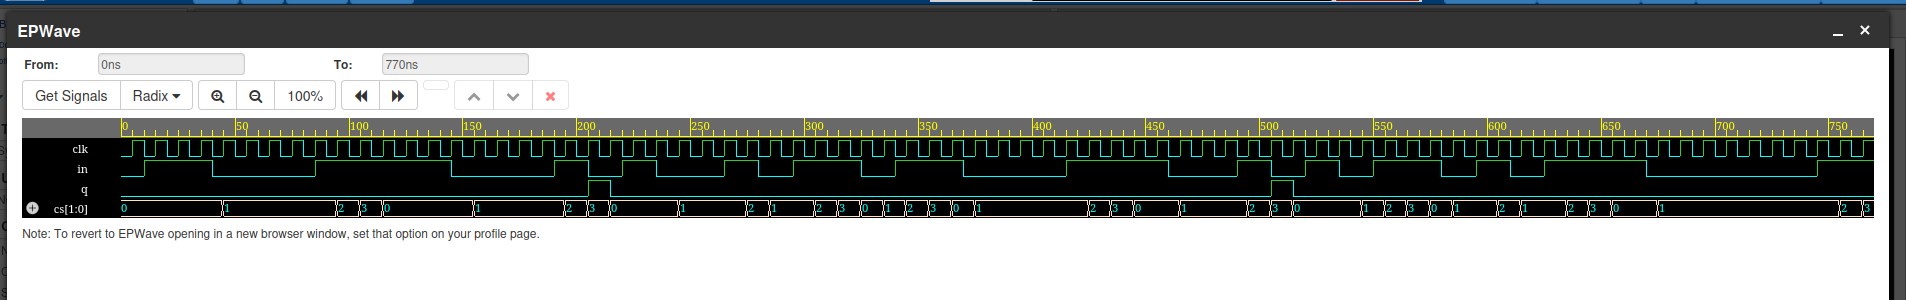 EPWave
From: 0ns To: 770ns
Get Signals Radix 100%
0 50 100 150 200 250 300 350 400 450 500 550 600 650 700 750
clk
in
q
cs[1:0] 0 1 2 3 0 1 2 3 0 1 2 1 2 3 0 1 2 3 0 1 2 3 0 1 2 3 0 1 2 3 0 1 2 1 2 3 0 1 2 3
Note: To revert to EPWave opening in a new browser window, set that option on your profile page.